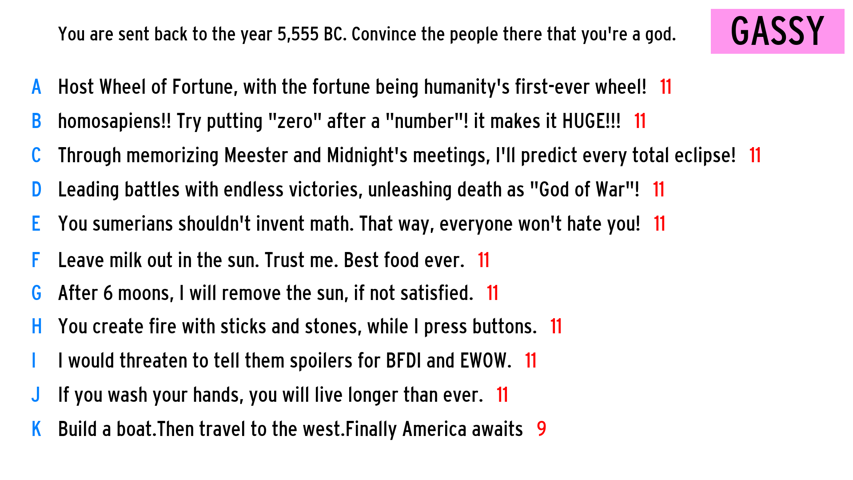 You are sent back to the year 5,555 BC. Convince the people there that you're a god.
GASSY
A Host Wheel of Fortune, with the fortune being humanity's first-ever wheel! 11
B homosapiens!! Try putting "zero" after a "number"! it makes it HUGE!!! 11
C Through memorizing Meester and Midnight's meetings, I'll predict every total eclipse! 11
D Leading battles with endless victories, unleashing death as "God of War"! 11
E You sumerians shouldn't invent math. That way, everyone won't hate you! 11
F Leave milk out in the sun. Trust me. Best food ever. 11
G After 6 moons, I will remove the sun, if not satisfied. 11
H You create fire with sticks and stones, while I press buttons. 11
I I would threaten to tell them spoilers for BFDI and EWOW. 11
J If you wash your hands, you will live longer than ever. 11
K Build a boat.Then travel to the west.Finally America awaits 9